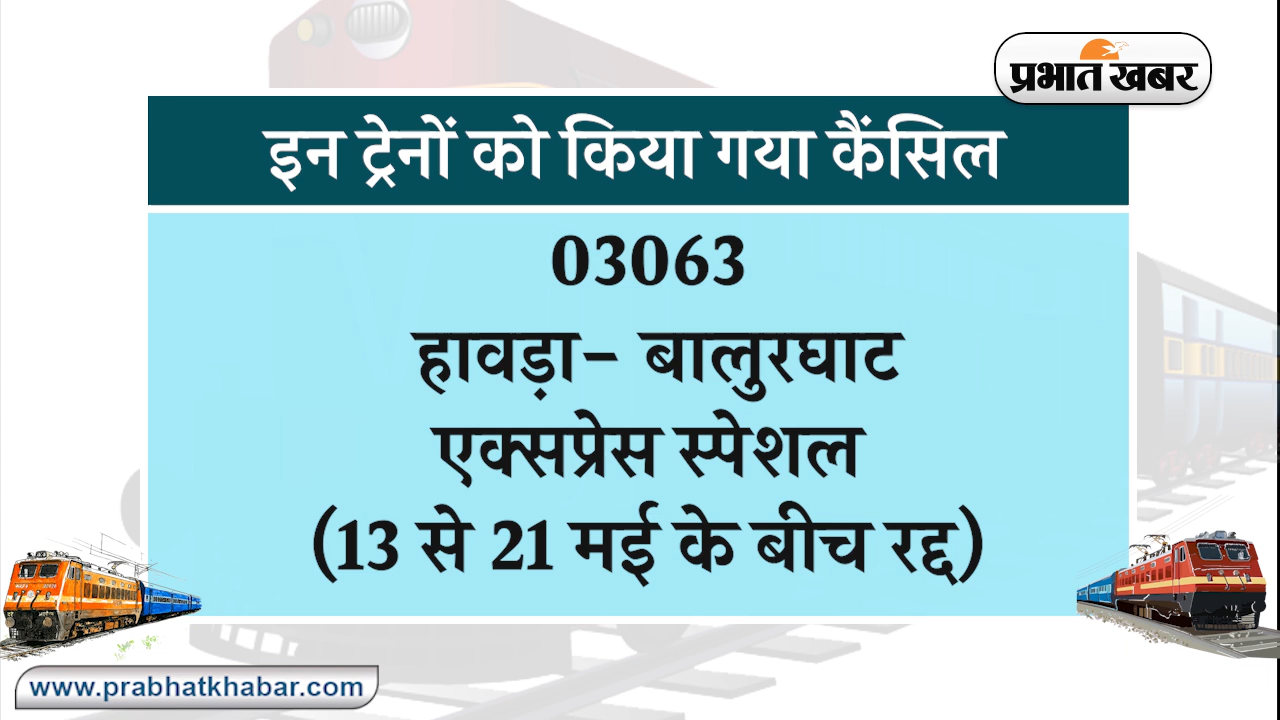 प्रभात खबर
इन ट्रेनों को किया गया कैंसिल
03063
हावड़ा- बालुरघाट
एक्सप्रेस स्पेशल
(13 से 21 मई के बीच रद्द)
www.prabhatkhabar.com